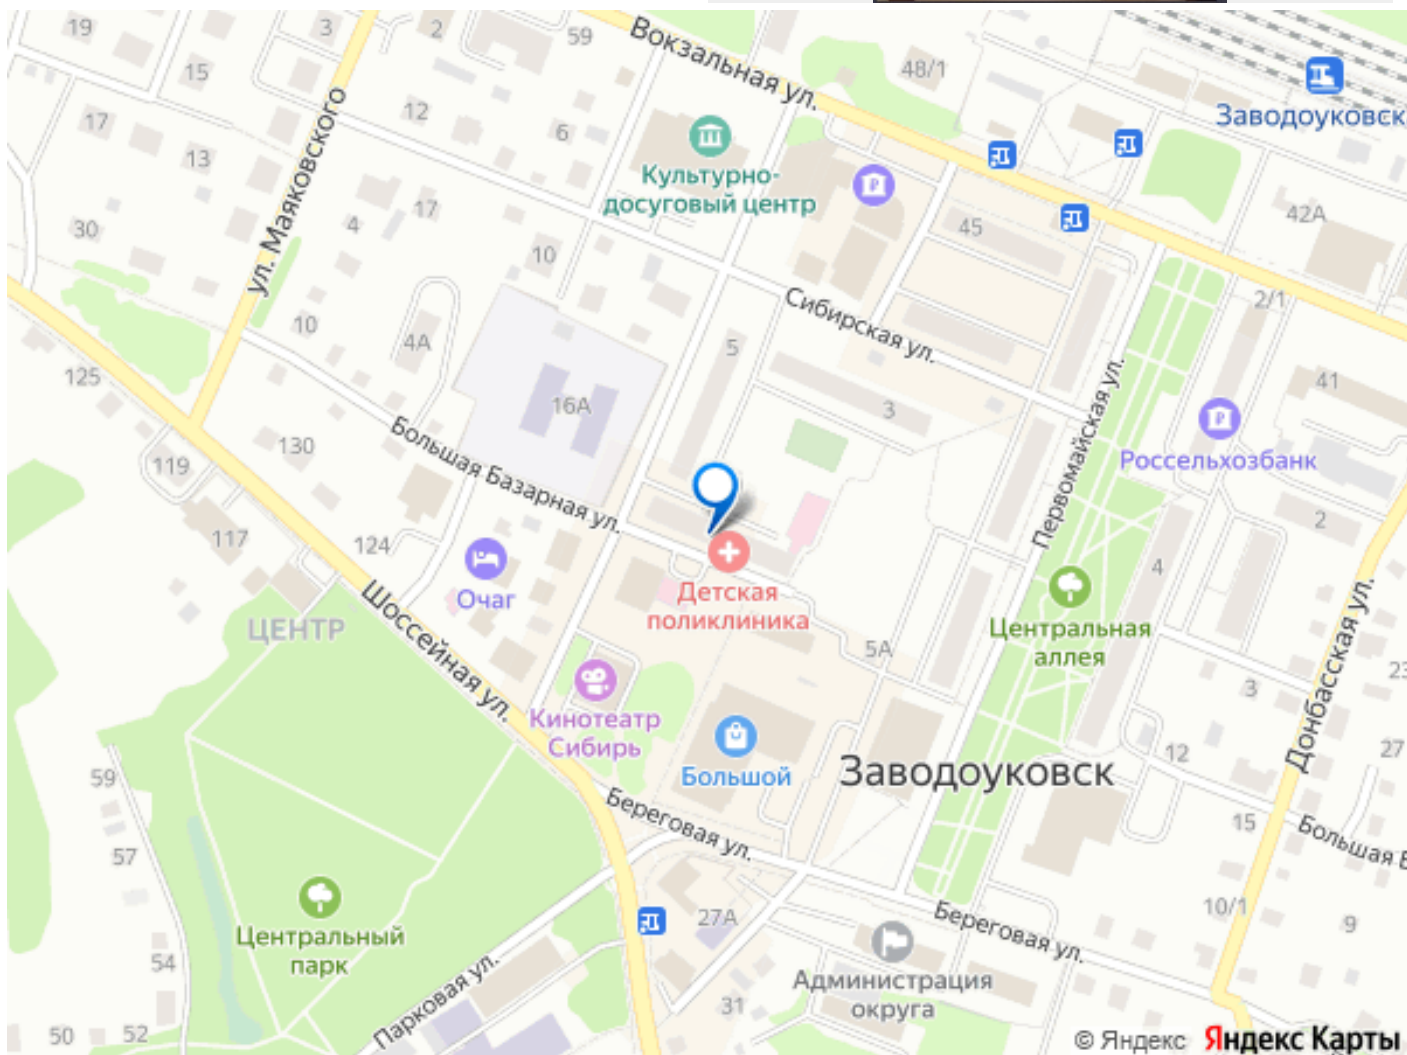 19
3
2
59
Вокзальная ул.
48/1
15
12
Заводоуковск
17
13
6
Культурно-
досуговый центр
ул. Маяковского
30
4
17
10
45
42А
Сибирская ул.
2/1
10
4А
5
125
16А
3
41
Первомайская ул.
Россельхозбанк
130
Большая Базарная ул.
119
117
124
2
Очаг
Детская
поликлиника
4
ЦЕНТР
Шоссейная ул.
Центральная
аллея
5А
Донбасская ул.
23
3
Кинотеатр
Сибирь
Большой
Заводоуковск
12
27
59
Береговая ул.
15
Большая Б
57
27А
10/1
9
Центральный
парк
Береговая ул.
54
Парковая ул.
Администрация
округа
31
50
52
© Яндекс Яндекс Карты